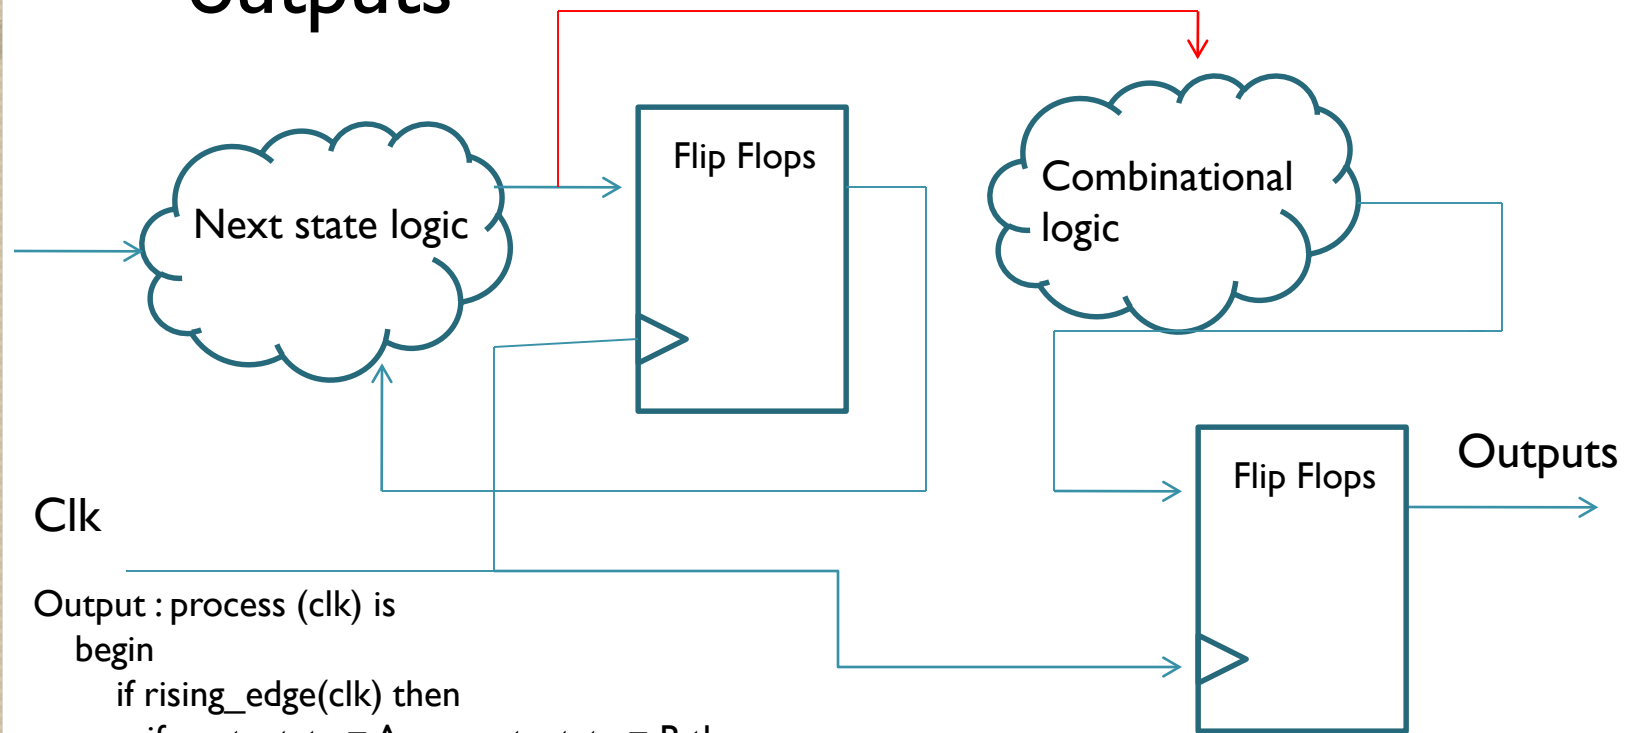 outputs
Flip Flops
Next state logic
Combinational
logic
Flip Flops
Outputs
Clk
Output : process (clk) is
begin
if rising_edge(clk) then